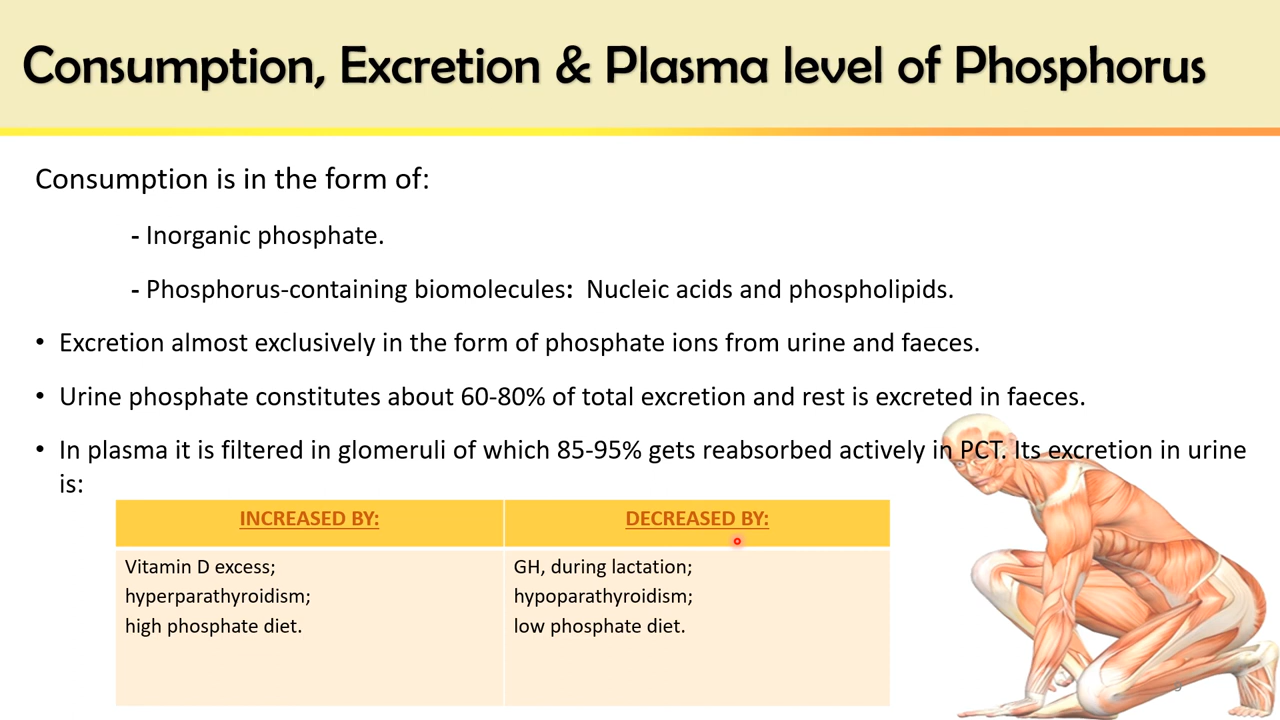 Consumption, Excretion & Plasma level of Phosphorus
Consumption is in the form of:
- Inorganic phosphate.
- Phosphorus-containing biomolecules: Nucleic acids and phospholipids.
• Excretion almost exclusively in the form of phosphate ions from urine and faeces.
• Urine phosphate constitutes about 60-80% of total excretion and rest is excreted in faeces.
• In plasma it is filtered in glomeruli of which 85-95% gets reabsorbed actively in PCT. Its excretion in urine
is:
INCREASED BY: DECREASED BY:
Vitamin D excess; GH, during lactation;
hyperparathyroidism; hypoparathyroidism;
high phosphate diet. low phosphate diet.